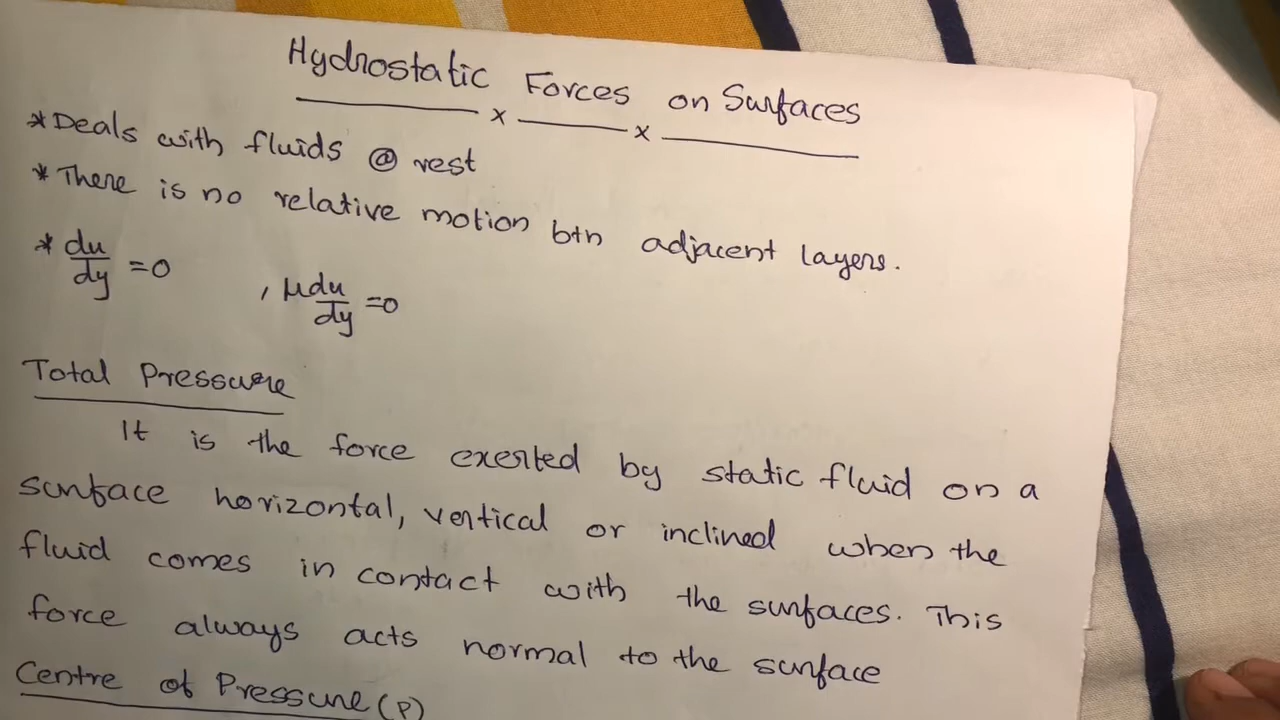 Hydrostatic Forces on Surfaces
x x
*Deals with fluids @ rest
*There is no relative motion btn adjacent layers.
* du/dy =0 , μdu/dy =0
Total Pressure
It is the force exerted by static fluid on a
surface horizontal, vertical or inclined when the
fluid comes in contact with the surfaces. This
force always acts normal to the surface
Centre of Pressure (P)